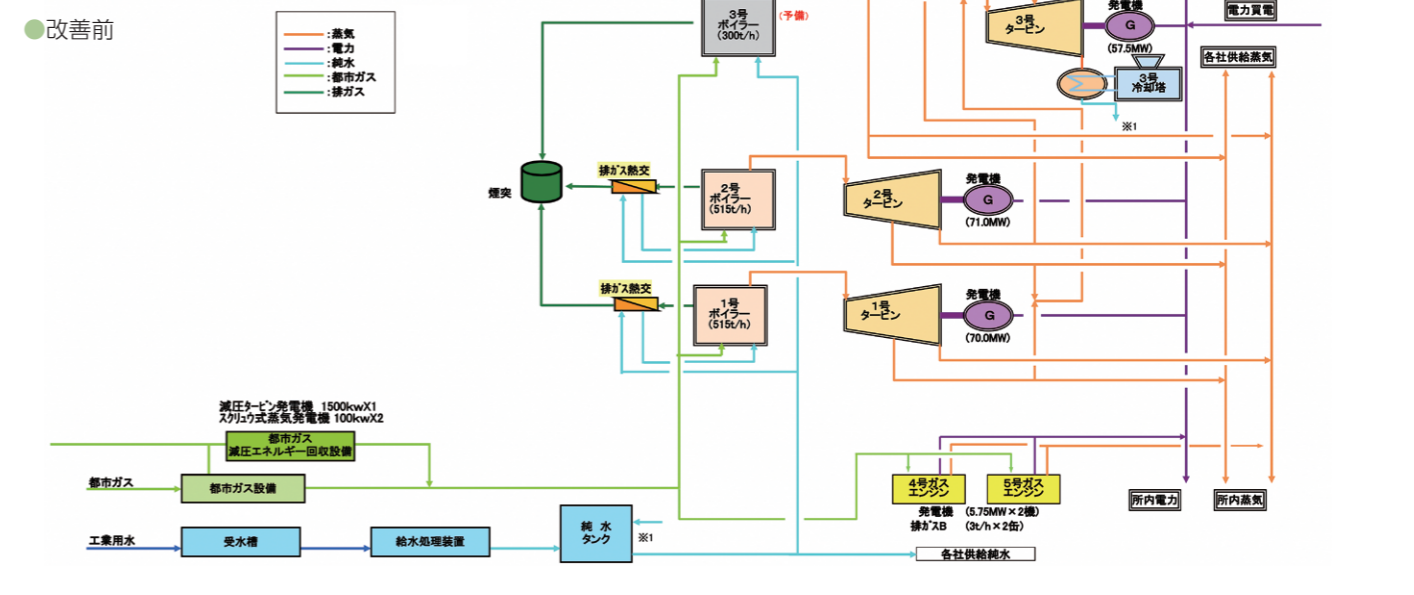 ●改善前
:蒸気
:電力
:純水
:都市ガス
:排ガス
3号
ボイラー
(300t/h)
(予備)
3号
タービン
発電機
G
(57.5MW)
電力買電
各社供給蒸気
3号
冷却塔
※1
煙突
排ガス熱交
2号
ボイラー
(515t/h)
2号
タービン
発電機
G
(71.0MW)
排ガス熱交
1号
ボイラー
(515t/h)
1号
タービン
発電機
G
(70.0MW)
減圧タービン発電機 1500kwX1
スクリュウ式蒸気発電機 100kwX2
都市ガス
減圧エネルギー回収設備
都市ガス
都市ガス設備
4号ガス
エンジン
5号ガス
エンジン
発電機 (5.75MW×2機)
排ガスB (3t/h×2缶)
所内電力
所内蒸気
工業用水
受水槽
給水処理装置
純水
タンク
※1
各社供給純水